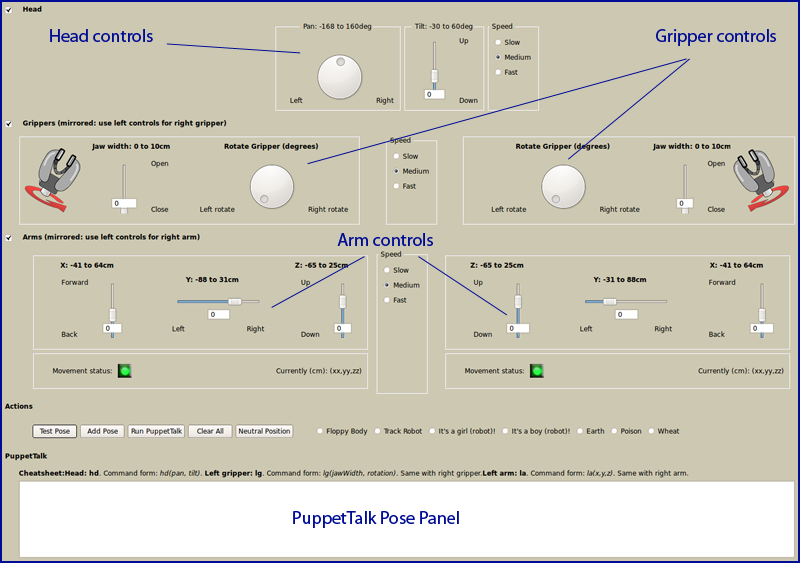 Head
Head controls
Gripper controls
Pan: -168 to 160deg
Left Right
Tilt: -30 to 60deg
Up
0
Down
Speed
Slow
Medium
Fast
Grippers (mirrored: use left controls for right gripper)
Jaw width: 0 to 10cm
Open
0
Close
Rotate Gripper (degrees)
Left rotate Right rotate
Speed
Slow
Medium
Fast
Rotate Gripper (degrees)
Left rotate Right rotate
Jaw width: 0 to 10cm
Open
0
Close
Arms (mirrored: use left controls for right arm)
Arm controls
X: -41 to 64cm
Forward
0
Back
Y: -88 to 31cm
0
Left Right
Z: -65 to 25cm
Up
0
Down
Speed
Slow
Medium
Fast
Z: -65 to 25cm
Up
0
Down
Y: -31 to 88cm
0
Left Right
X: -41 to 64cm
Forward
0
Back
Movement status: Currently (cm): (xx,yy,zz)
Movement status: Currently (cm): (xx,yy,zz)
Actions
Test Pose Add Pose Run PuppetTalk Clear All Neutral Position Floppy Body Track Robot It's a girl (robot)! It's a boy (robot)! Earth Poison Wheat
PuppetTalk
Cheatsheet:Head: hd. Command form: hd(pan, tilt). Left gripper: lg. Command form: lg(jawWidth, rotation). Same with right gripper.Left arm: la. Command form: la(x,y,z). Same with right arm.
PuppetTalk Pose Panel